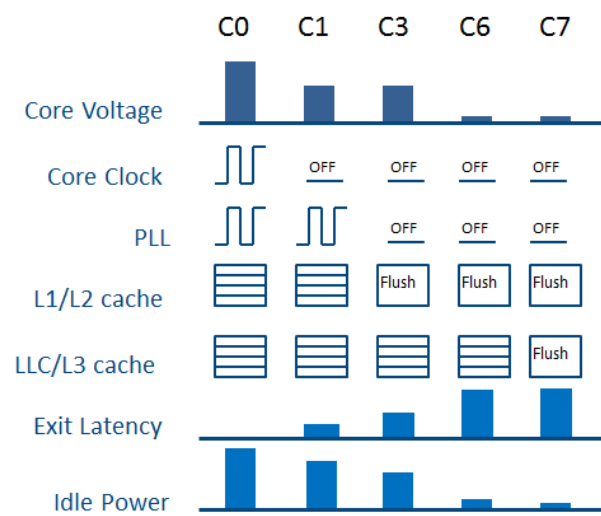 C0 C1 C3 C6 C7
Core Voltage
Core Clock OFF OFF OFF OFF
PLL OFF OFF OFF
L1/L2 cache Flush Flush Flush
LLC/L3 cache Flush
Exit Latency
Idle Power